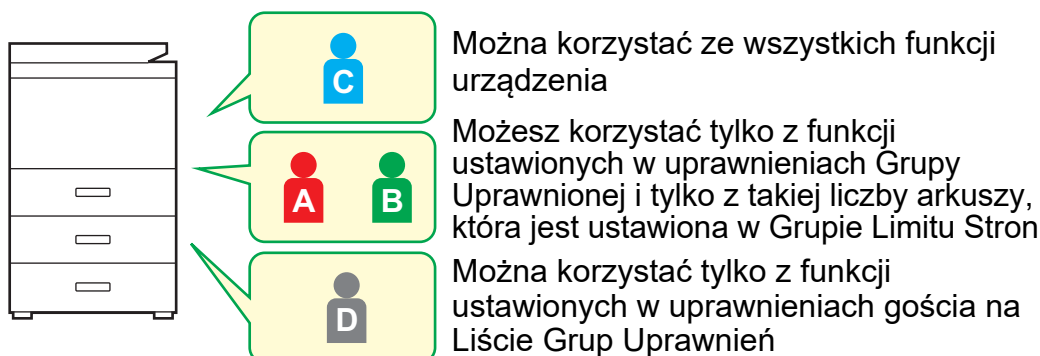 C
Można korzystać ze wszystkich funkcji
urządzenia
A B
Możesz korzystać tylko z funkcji
ustawionych w uprawnieniach Grupy
Uprawnionej i tylko z takiej liczby arkuszy,
która jest ustawiona w Grupie Limitu Stron
D
Można korzystać tylko z funkcji
ustawionych w uprawnieniach gościa na
Liście Grup Uprawnień